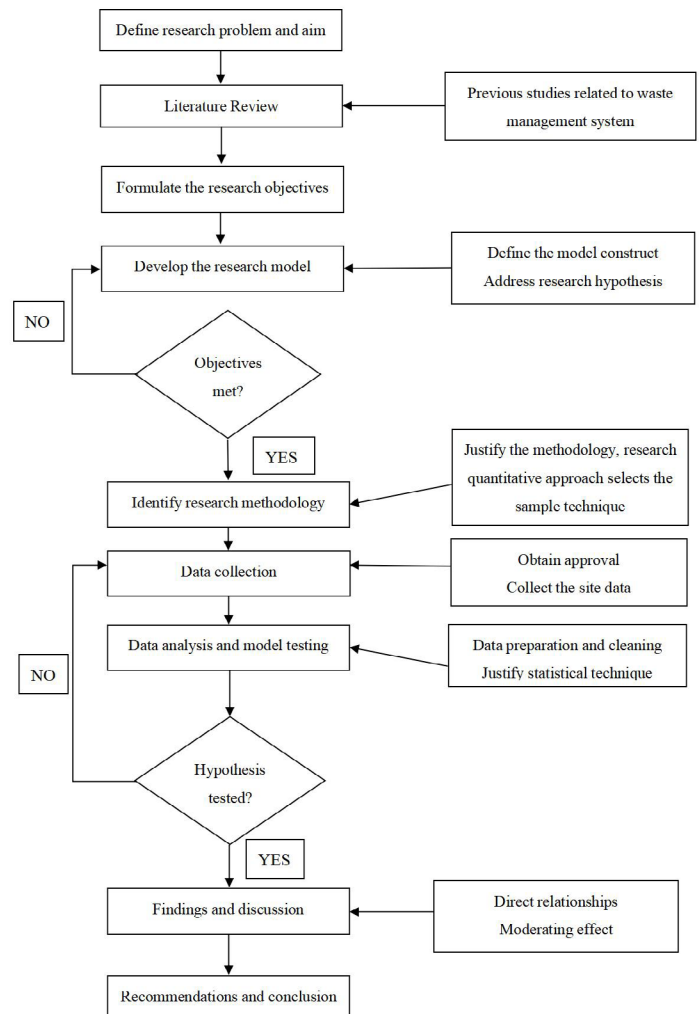 Define research problem and aim
Literature Review
Previous studies related to waste
management system
Formulate the research objectives
Develop the research model
Define the model construct
Address research hypothesis
NO
Objectives
met?
YES
Justify the methodology, research
quantitative approach selects the
sample technique
Identify research methodology
Data collection
Obtain approval
Collect the site data
Data analysis and model testing
Data preparation and cleaning
Justify statistical technique
NO
Hypothesis
tested?
YES
Findings and discussion
Direct relationships
Moderating effect
Recommendations and conclusion